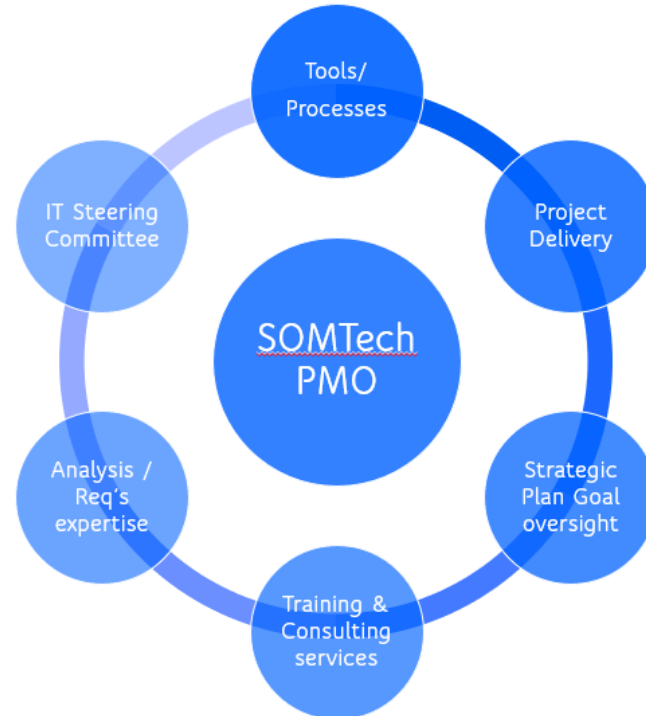 Tools/
Processes
Project
Delivery
Strategic
Plan Goal
oversight
Training &
Consulting
services
Analysis /
Req's
expertise
IT Steering
Committee
SOMTech
PMO